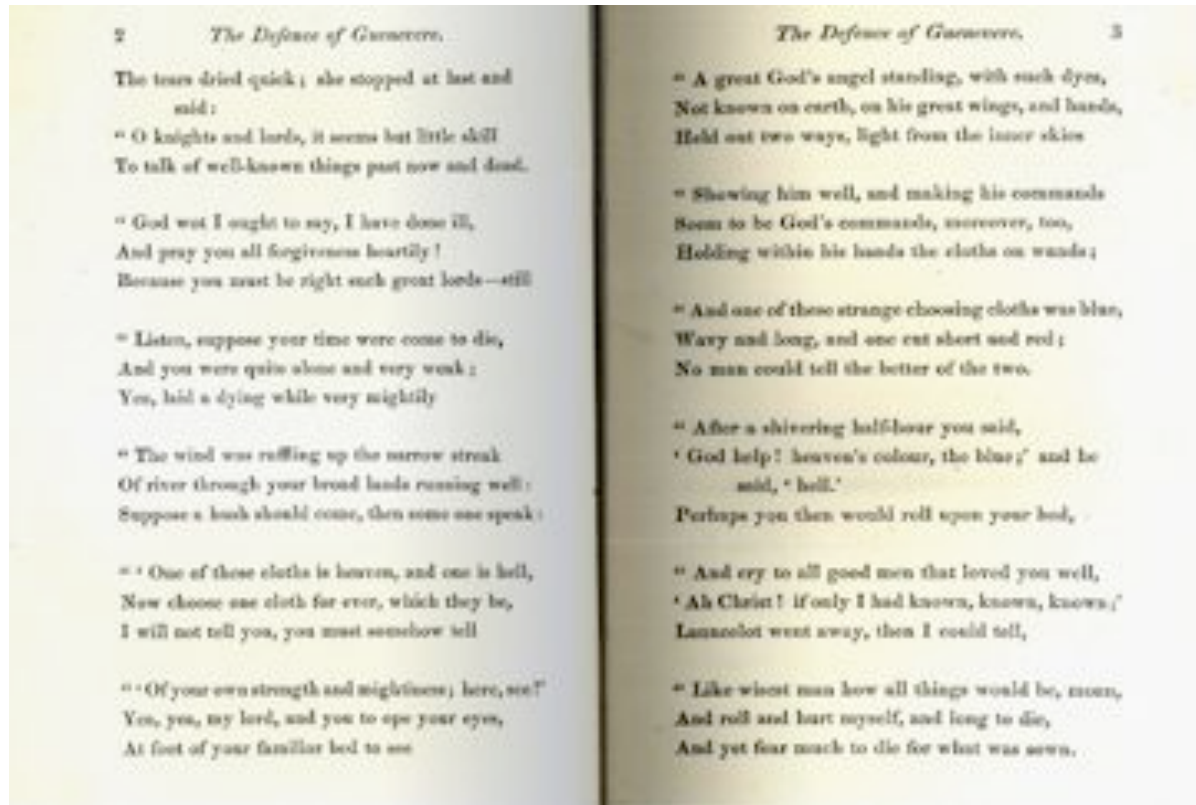 2 The Defence of Guenevere.
The tears dried quick; she stopped at last and
said:
" O knights and lords, it seems but little skill
To talk of well-known things past now and dead.
" God wot I ought to say, I have done ill,
And pray you all forgiveness heartily!
Because you must be right such great lords—still
" Listen, suppose your time were come to die,
And you were quite alone and very weak;
Yea, laid a dying while very mightily
" The wind was ruffling up the narrow streak
Of river through your broad lands running well:
Suppose a hush should come, then some one speak:
" ' One of these cloths is heaven, and one is hell,
Now choose one cloth for ever, which they be,
I will not tell you, you must somehow tell
" ' Of your own strength and mightiness; here, see!'
Yea, yea, my lord, and you to ope your eyes,
At foot of your familiar bed to see
The Defence of Guenevere. 3
" A great God's angel standing, with such dyes,
Not known on earth, on his great wings, and hands,
Held out two ways, light from the inner skies
" Showing him well, and making his commands
Seem to be God's commands, moreover, too,
Holding within his hands the cloths on wands;
" And one of these strange choosing cloths was blue,
Wavy and long, and one cut short and red;
No man could tell the better of the two.
" After a shivering half-hour you said,
' God help! heaven's colour, the blue;' and he
said, ' hell.'
Perhaps you then would roll upon your bed,
" And cry to all good men that loved you well,
' Ah Christ! if only I had known, known, known;'
Launcelot went away, then I could tell,
" Like wisest man how all things would be, moan,
And roll and hurt myself, and long to die,
And yet fear much to die for what was sown.